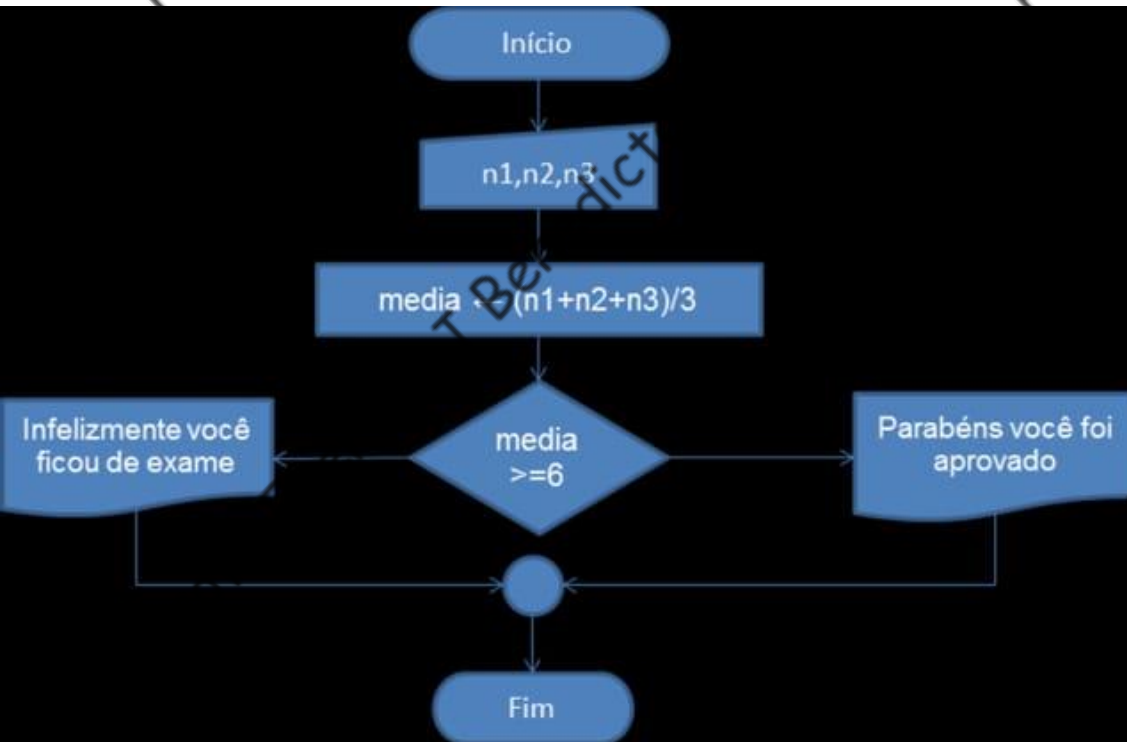 Início
n1,n2,n3
media ← (n1+n2+n3)/3
media
>=6
Infelizmente você
ficou de exame
Parabéns você foi
aprovado
Fim